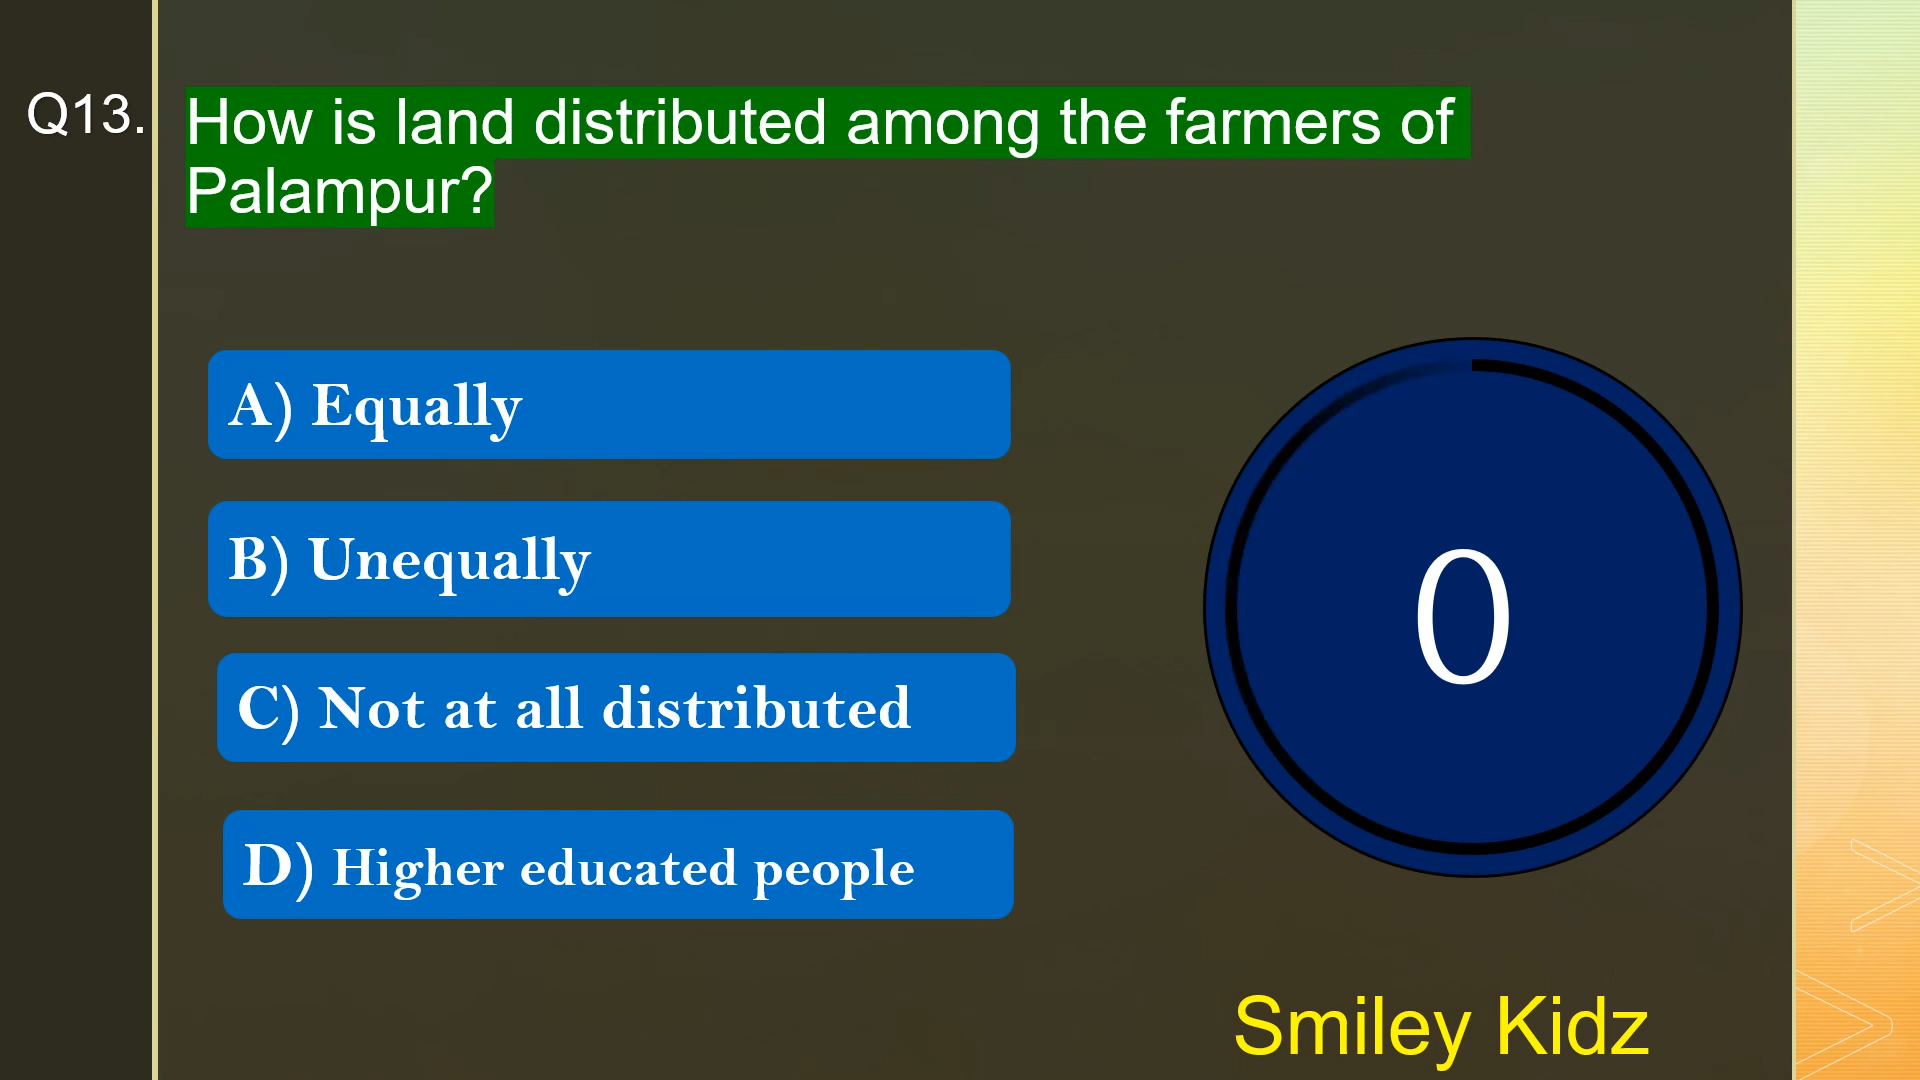 Q13.
How is land distributed among the farmers of
Palampur?
A) Equally
B) Unequally
C) Not at all distributed
D) Higher educated people
0
Smiley Kidz